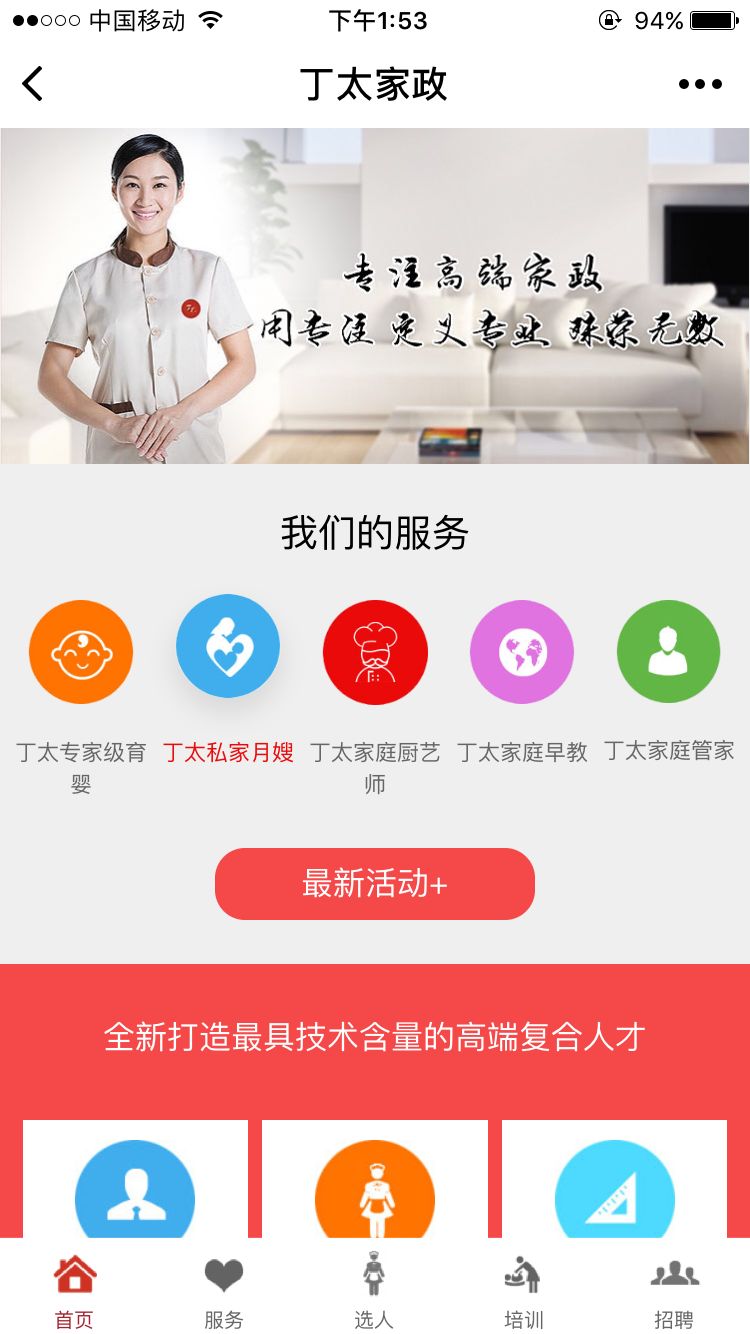 中国移动
下午1:53
94%
丁太家政
专注高端家政
用专注 定义专业 殊荣无数
我们的服务
丁太专家级育
婴
丁太私家月嫂
丁太家庭厨艺
师
丁太家庭早教
丁太家庭管家
最新活动+
全新打造最具技术含量的高端复合人才
首页
服务
选人
培训
招聘